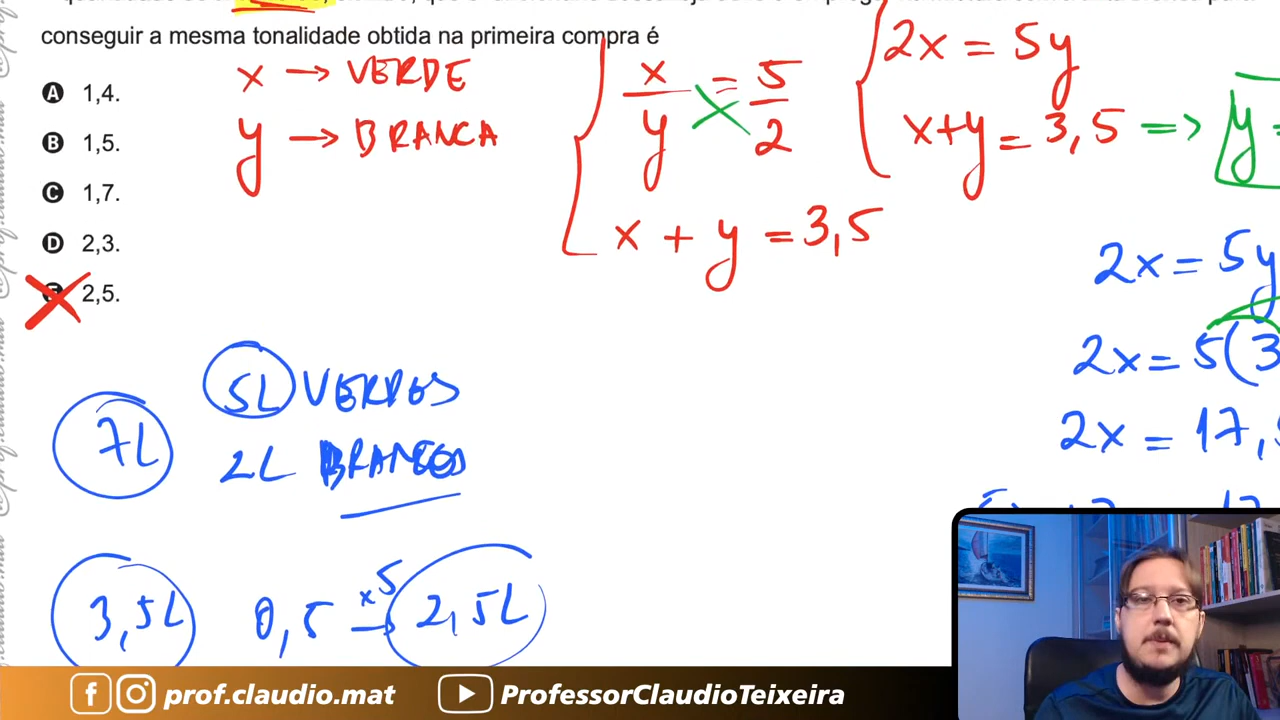 conseguir a mesma tonalidade obtida na primeira compra é
A 1,4.
B 1,5.
C 1,7.
D 2,3.
2,5.
x → VERDE
y → BRANCA
x/y = 5/2
x + y = 3,5
2x = 5y
x+y = 3,5 => y =
2x = 5y
2x = 5(3
2x = 17,
7L
5L VERDES
2L BRANCOS
3,5L 0,5 x5 → 2,5L
prof.claudio.mat
ProfessorClaudioTeixeira